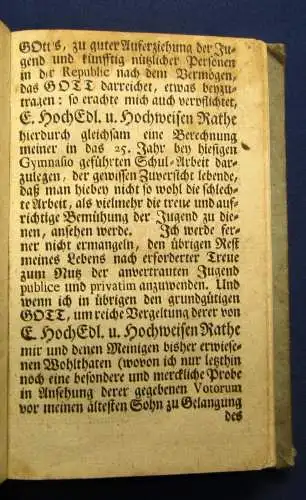 GOtt's, zu guter Auferziehung der Ju-
gend und künfftig nützlicher Personen
in der Republic nach dem Vermögen,
das GOTT darreichet, etwas beyzu-
tragen: so erachte mich auch verpflichtet,
E. HochEdl. u. Hochweisen Rathe
hierdurch gleichsam eine Berechnung
meiner in das 25. Jahr bey hiesigen
Gymnasio geführten Schul-Arbeit dar-
zulegen, der gewissen Zuversicht lebende,
daß man hiebey nicht so wohl die schlech-
te Arbeit, als vielmehr die treue und auf-
richtige Bemühung der Jugend zu die-
nen, ansehen werde. Ich werde fer-
ner nicht ermangeln, den übrigen Rest
meines Lebens nach erforderter Treue
zum Nutz der anvertrauten Jugend
publice und privatim anzuwenden. Und
wenn ich in übrigen den grundgütigen
GOTT, um reiche Vergeltung derer von
E. HochEdl. u. Hochweisen Rathe
mir und denen Meinigen bisher erwiese-
nen Wohlthaten (wovon ich nur letzthin
noch eine besondere und merckliche Probe
in Ansehung derer gegebenen Votorum
vor meinen ältesten Sohn zu Gelangung
des